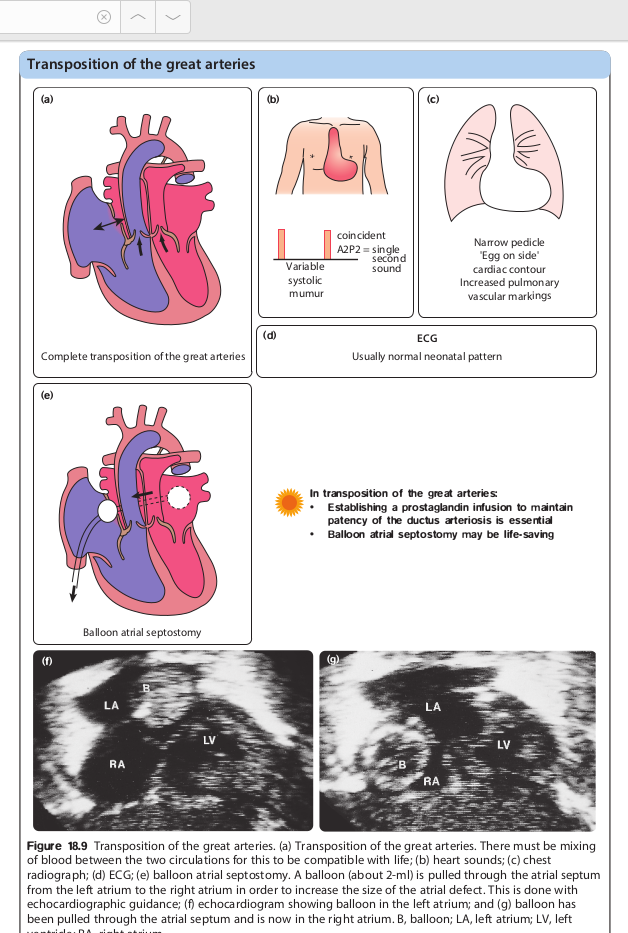 Transposition of the great arteries
(a)
Complete transposition of the great arteries
(b)
coincident
A2P2 = single
second
sound
Variable
systolic
mumur
(c)
Narrow pedicle
'Egg on side'
cardiac contour
Increased pulmonary
vascular markings
(d)
ECG
Usually normal neonatal pattern
(e)
Balloon atrial septostomy
In transposition of the great arteries:
• Establishing a prostaglandin infusion to maintain
patency of the ductus arteriosis is essential
• Balloon atrial septostomy may be life-saving
(f)
B
LA
LV
RA
(g)
LA
LV
B
RA
Figure 18.9 Transposition of the great arteries. (a) Transposition of the great arteries. There must be mixing
of blood between the two circulations for this to be compatible with life; (b) heart sounds; (c) chest
radiograph; (d) ECG; (e) balloon atrial septostomy. A balloon (about 2-ml) is pulled through the atrial septum
from the left atrium to the right atrium in order to increase the size of the atrial defect. This is done with
echocardiographic guidance; (f) echocardiogram showing balloon in the left atrium; and (g) balloon has
been pulled through the atrial septum and is now in the right atrium. B, balloon; LA, left atrium; LV, left
ventricle; RA, right atrium